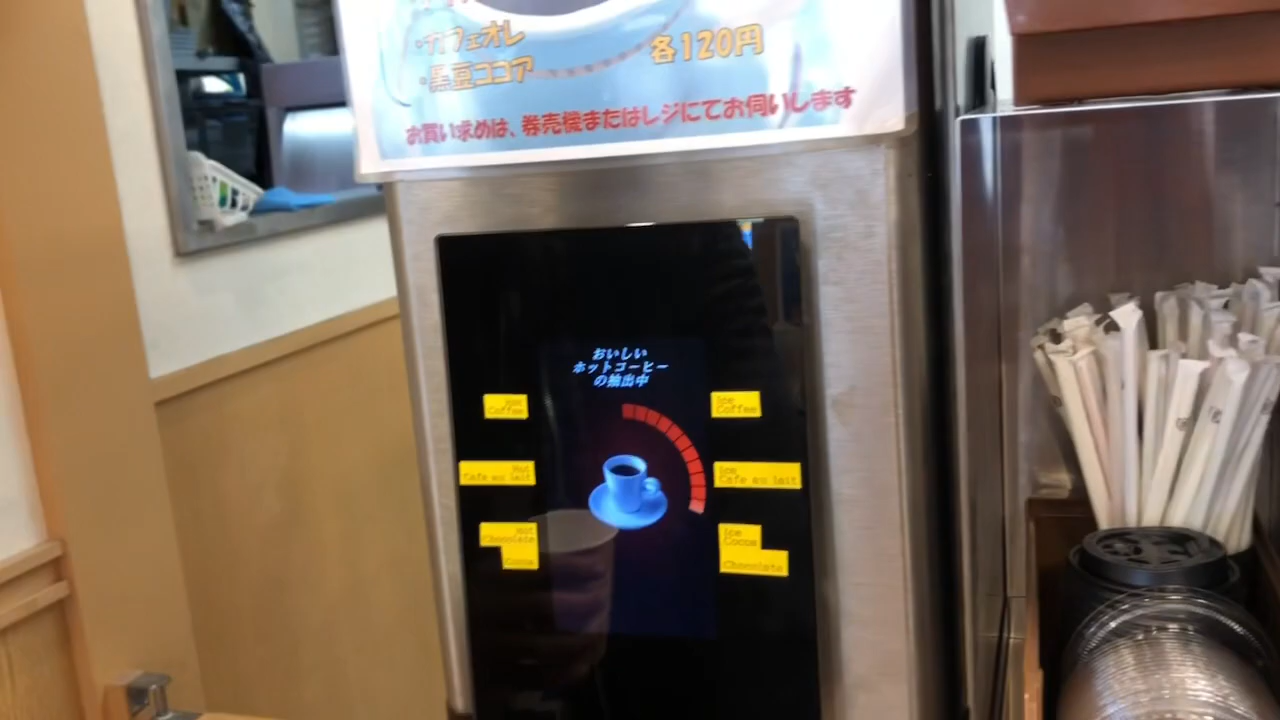 ・カフェオレ
・黒豆ココア
各120円
お買い求めは、券売機またはレジにてお伺いします
おいしい
ホットコーヒー
の抽出中
Coffee
Ice
Coffee
Hot
Cafe au lait
Ice
Cafe au lait
Hot
Chocolate
Cocoa
Ice
Cocoa
Chocolate